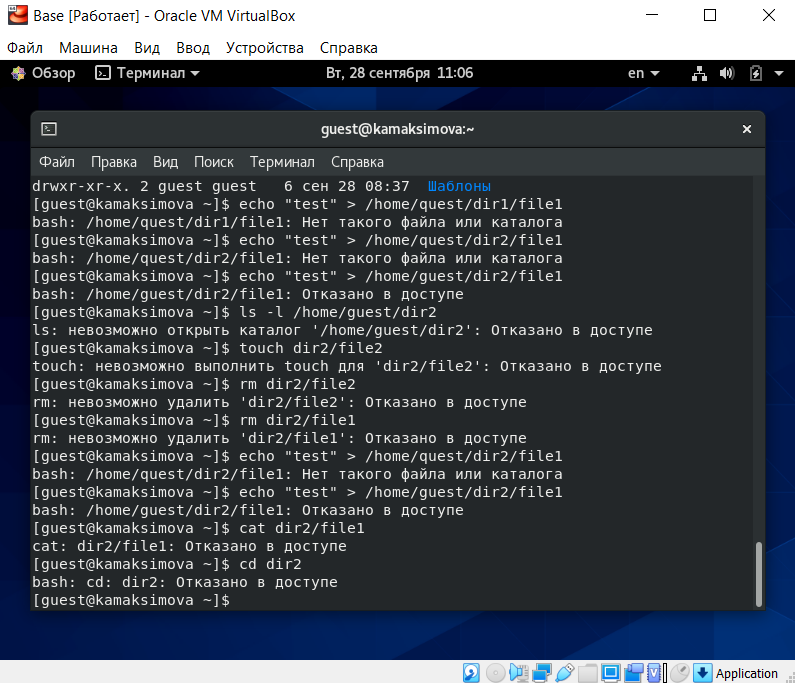 Base [Работает] - Oracle VM VirtualBox
Файл Машина Вид Ввод Устройства Справка
Обзор Терминал Вт, 28 сентября 11:06 en
guest@kamaksimova:~
Файл Правка Вид Поиск Терминал Справка
drwxr-xr-x. 2 guest guest 6 сен 28 08:37 Шаблоны
[guest@kamaksimova ~]$ echo "test" > /home/quest/dir1/file1
bash: /home/quest/dir1/file1: Нет такого файла или каталога
[guest@kamaksimova ~]$ echo "test" > /home/quest/dir2/file1
bash: /home/quest/dir2/file1: Нет такого файла или каталога
[guest@kamaksimova ~]$ echo "test" > /home/guest/dir2/file1
bash: /home/guest/dir2/file1: Отказано в доступе
[guest@kamaksimova ~]$ ls -l /home/guest/dir2
ls: невозможно открыть каталог '/home/guest/dir2': Отказано в доступе
[guest@kamaksimova ~]$ touch dir2/file2
touch: невозможно выполнить touch для 'dir2/file2': Отказано в доступе
[guest@kamaksimova ~]$ rm dir2/file2
rm: невозможно удалить 'dir2/file2': Отказано в доступе
[guest@kamaksimova ~]$ rm dir2/file1
rm: невозможно удалить 'dir2/file1': Отказано в доступе
[guest@kamaksimova ~]$ echo "test" > /home/quest/dir2/file1
bash: /home/quest/dir2/file1: Нет такого файла или каталога
[guest@kamaksimova ~]$ echo "test" > /home/guest/dir2/file1
bash: /home/guest/dir2/file1: Отказано в доступе
[guest@kamaksimova ~]$ cat dir2/file1
cat: dir2/file1: Отказано в доступе
[guest@kamaksimova ~]$ cd dir2
bash: cd: dir2: Отказано в доступе
[guest@kamaksimova ~]$
Application